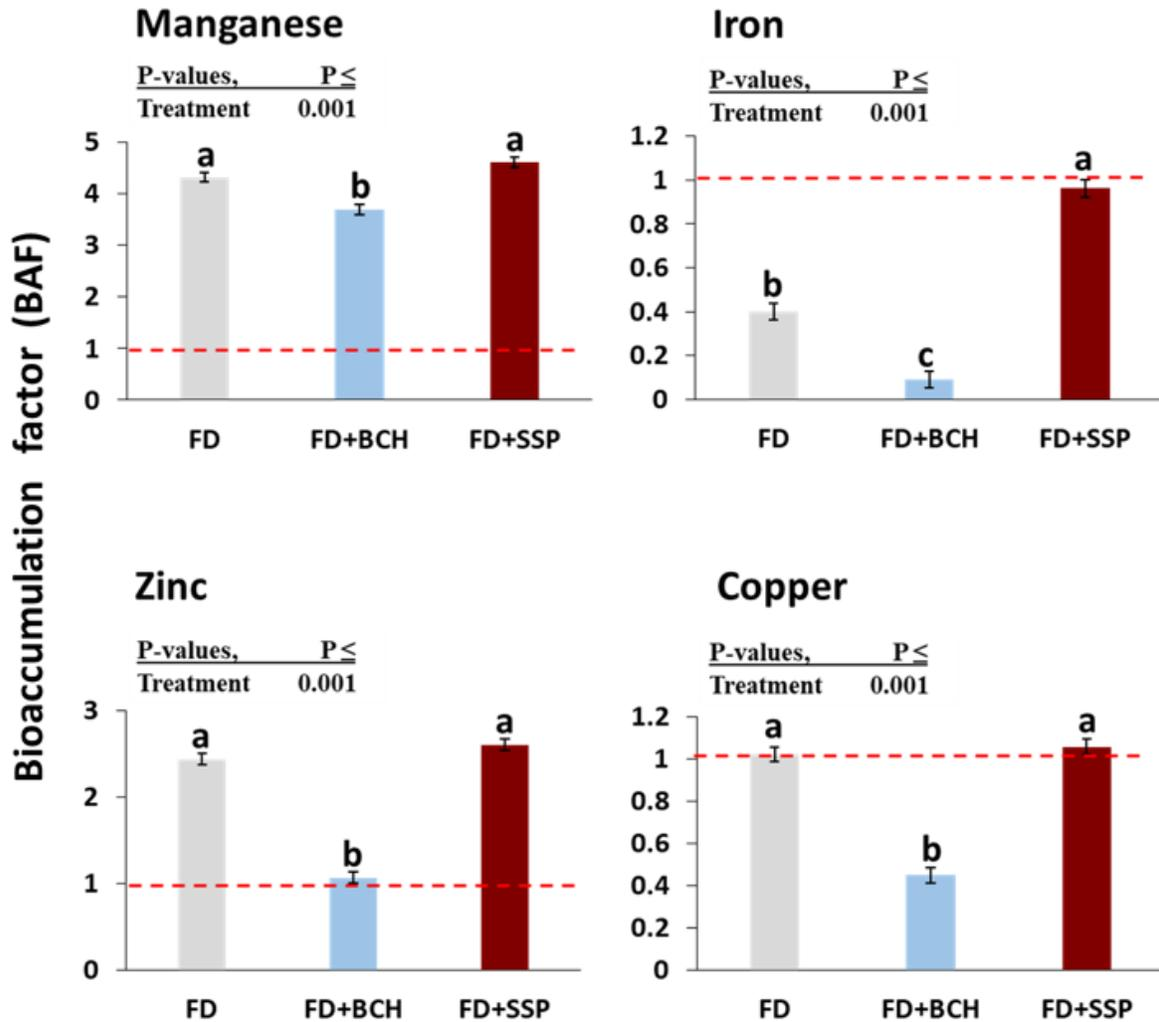 Bioaccumulation factor (BAF)
Manganese
P-values, P ≤
Treatment 0.001
5
4
3
2
1
0
a
b
a
FD FD+BCH FD+SSP
Iron
P-values, P ≤
Treatment 0.001
1.2
1
0.8
0.6
0.4
0.2
0
b
c
a
FD FD+BCH FD+SSP
Zinc
P-values, P ≤
Treatment 0.001
3
2
1
0
a
b
a
FD FD+BCH FD+SSP
Copper
P-values, P ≤
Treatment 0.001
1.2
1
0.8
0.6
0.4
0.2
0
a
b
a
FD FD+BCH FD+SSP